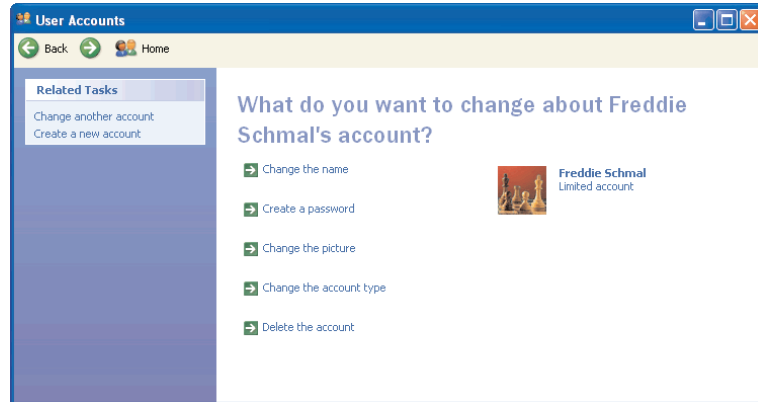 User Accounts
Back Home
Related Tasks
Change another account
Create a new account
What do you want to change about Freddie
Schmal's account?
Change the name
Create a password
Change the picture
Change the account type
Delete the account
Freddie Schmal
Limited account